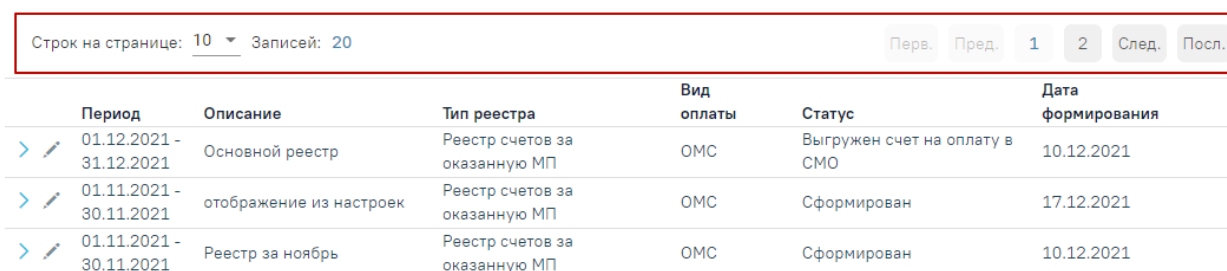 Строк на странице: 10 Записей: 20 Перв. Пред. 1 2 След. Посл.
Вид Дата
Период Описание Тип реестра оплаты Статус формирования
01.12.2021 - Реестр счетов за Выгружен счет на оплату в
Основной реестр ОМС 10.12.2021
31.12.2021 оказанную МП СМО
01.11.2021 - Реестр счетов за
отображение из настроек ОМС Сформирован 17.12.2021
30.11.2021 оказанную МП
01.11.2021 - Реестр счетов за
Реестр за ноябрь ОМС Сформирован 10.12.2021
30.11.2021 оказанную МП